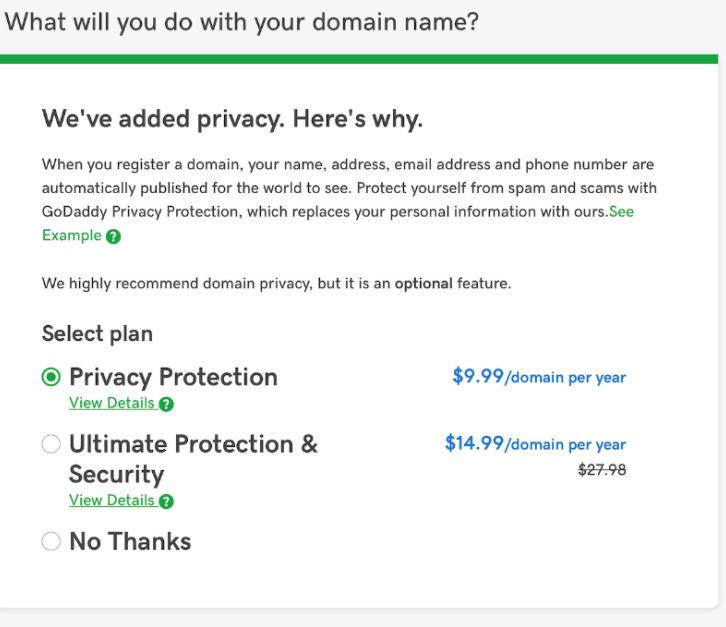 What will you do with your domain name?
We've added privacy. Here's why.
When you register a domain, your name, address, email address and phone number are
automatically published for the world to see. Protect yourself from spam and scams with
GoDaddy Privacy Protection, which replaces your personal information with ours.See
Example ?
We highly recommend domain privacy, but it is an optional feature.
Select plan
Privacy Protection $9.99/domain per year
View Details ?
Ultimate Protection & $14.99/domain per year
Security $27.98
View Details ?
No Thanks